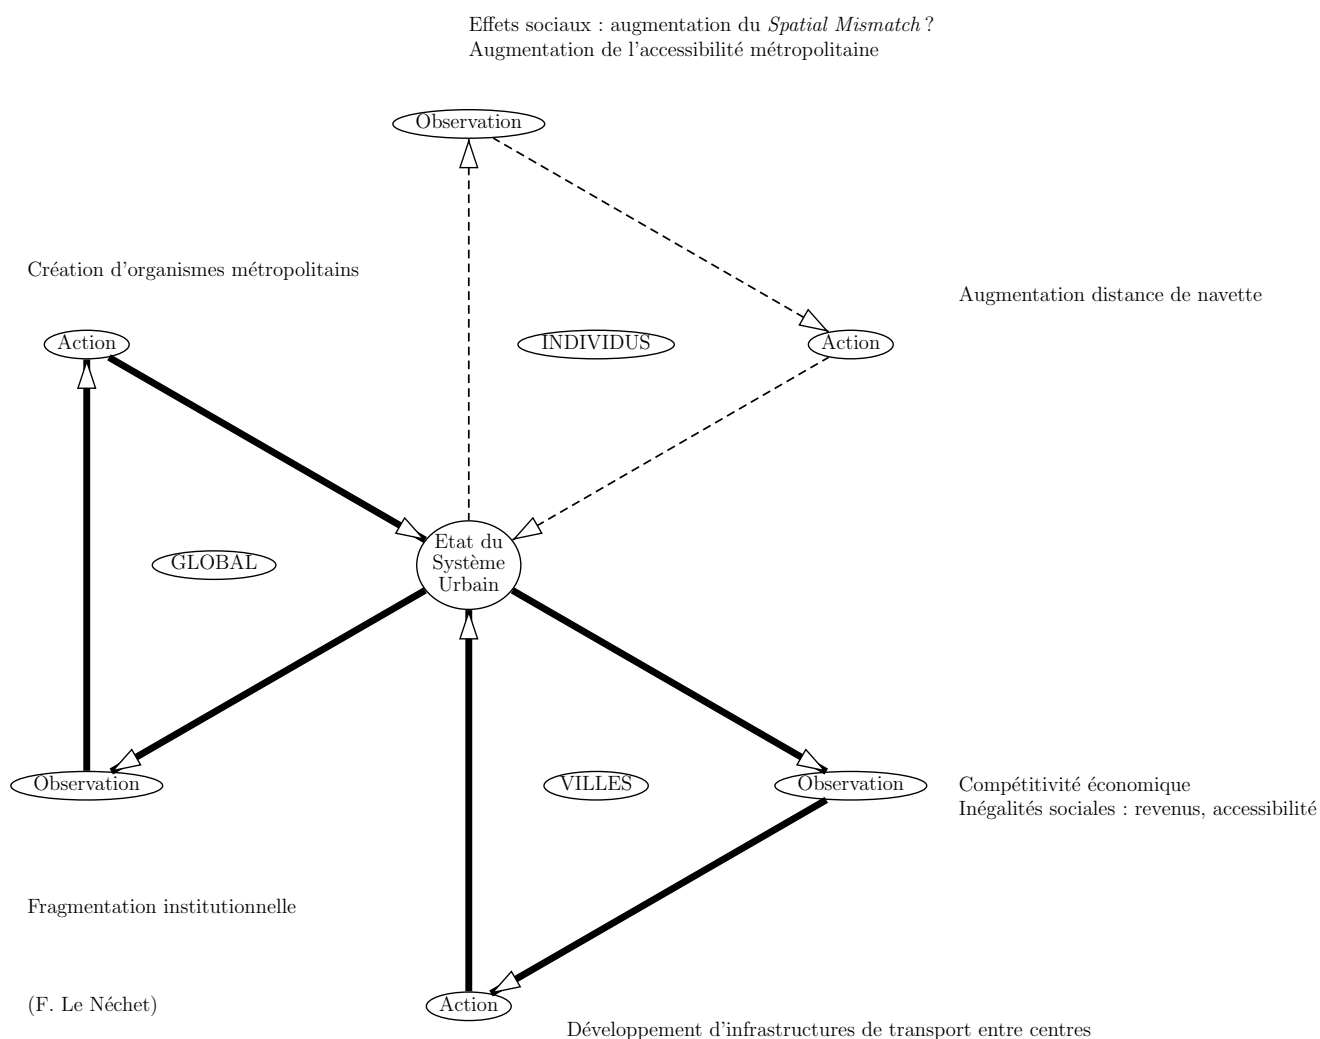 Effets sociaux : augmentation du Spatial Mismatch ?
Augmentation de l'accessibilité métropolitaine
Observation
Création d'organismes métropolitains
Augmentation distance de navette
Action
INDIVIDUS
Action
Etat du
Système
Urbain
GLOBAL
Observation
VILLES
Observation
Compétitivité économique
Inégalités sociales : revenus, accessibilité
Fragmentation institutionnelle
(F. Le Néchet)
Action
Développement d'infrastructures de transport entre centres